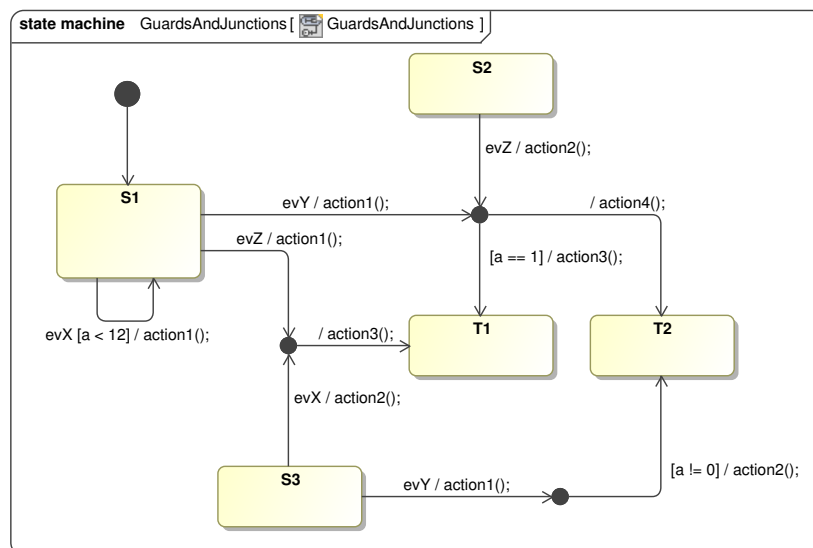 state machine GuardsAndJunctions [ GuardsAndJunctions ]
S2
evZ / action2();
S1
evY / action1();
/ action4();
evZ / action1();
[a == 1] / action3();
evX [a < 12] / action1();
/ action3();
T1
T2
evX / action2();
S3
evY / action1();
[a != 0] / action2();